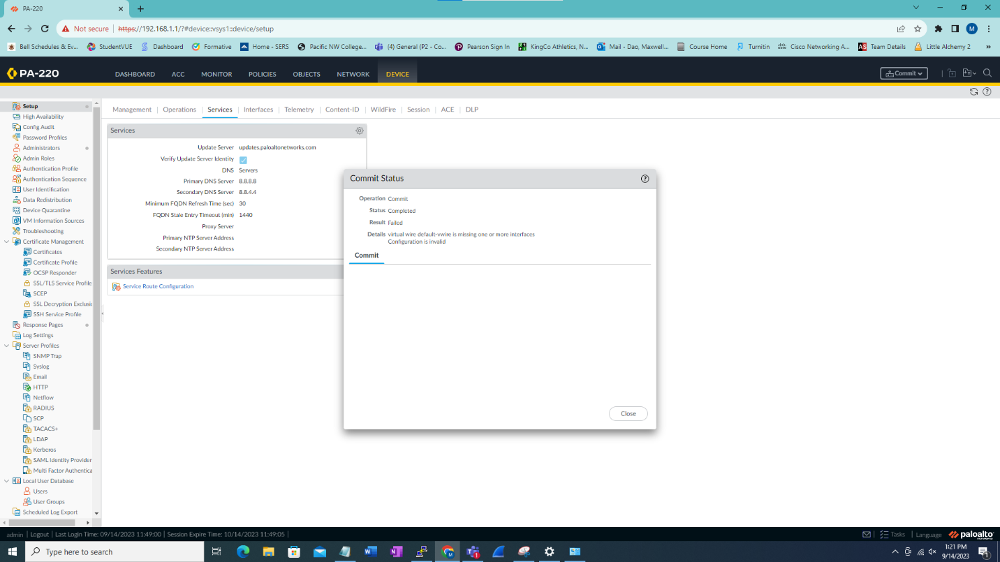 PA-220
Not secure | https://192.168.1.1/?#device::vsys1::device/setup
M
Bell Schedules & Ev...
StudentVUE
Dashboard
Formative
Home - SERS
Pacific NW College...
(4) General (P2 - Co...
Pearson Sign In
KingCo Athletics, N...
Mail - Dao, Maxwell...
Course Home
Turnitin
Cisco Networking A...
AS Team Details
Little Alchemy 2
»
PA-220
DASHBOARD
ACC
MONITOR
POLICIES
OBJECTS
NETWORK
DEVICE
Commit
Setup
High Availability
Config Audit
Password Profiles
Administrators
Admin Roles
Authentication Profile
Authentication Sequence
User Identification
Data Redistribution
Device Quarantine
VM Information Sources
Troubleshooting
Certificate Management
Certificates
Certificate Profile
OCSP Responder
SSL/TLS Service Profile
SCEP
SSL Decryption Exclusio
SSH Service Profile
Response Pages
Log Settings
Server Profiles
SNMP Trap
Syslog
Email
HTTP
Netflow
RADIUS
SCP
TACACS+
LDAP
Kerberos
SAML Identity Provider
Multi Factor Authentica
Local User Database
Users
User Groups
Scheduled Log Export
Management | Operations | Services | Interfaces | Telemetry | Content-ID | WildFire | Session | ACE | DLP
Services
Update Server updates.paloaltonetworks.com
Verify Update Server Identity
DNS Servers
Primary DNS Server 8.8.8.8
Secondary DNS Server 8.8.4.4
Minimum FQDN Refresh Time (sec) 30
FQDN Stale Entry Timeout (min) 1440
Proxy Server
Primary NTP Server Address
Secondary NTP Server Address
Services Features
Service Route Configuration
Commit Status
Operation Commit
Status Completed
Result Failed
Details virtual wire default-vwire is missing one or more interfaces
Configuration is invalid
Commit
Close
admin | Logout | Last Login Time: 09/14/2023 11:49:00 | Session Expire Time: 10/14/2023 11:49:05 |
Tasks | Language
paloalto
Type here to search
1:21 PM
9/14/2023
1